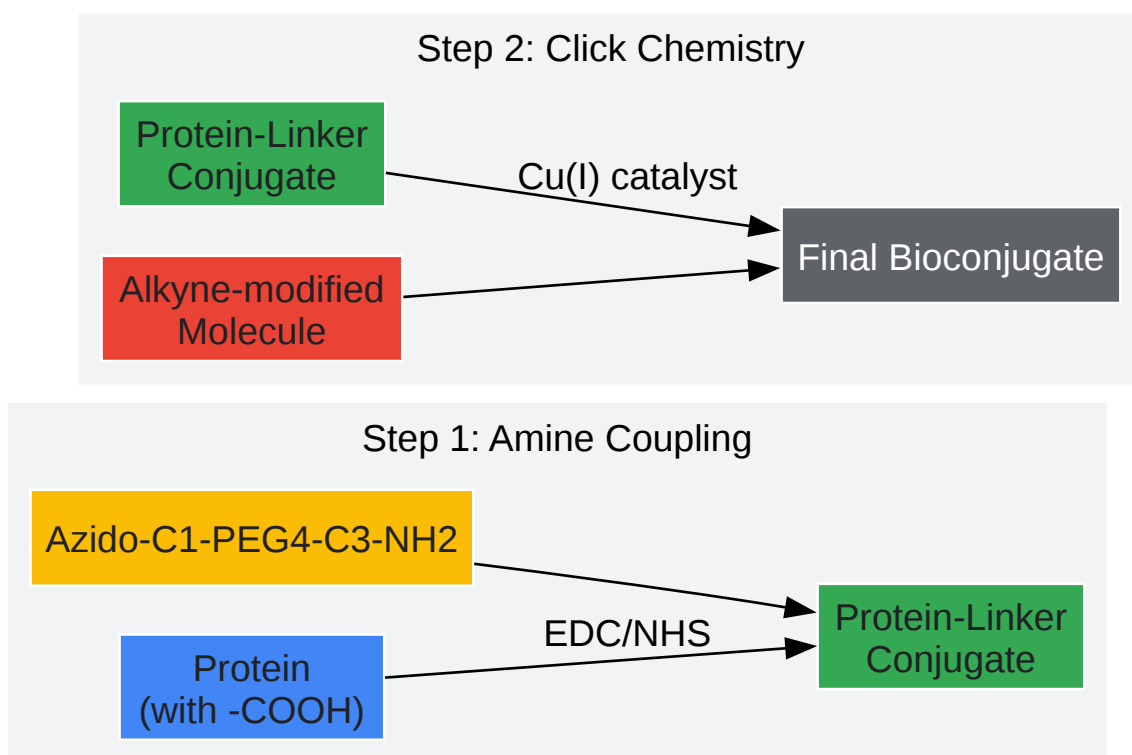 Step 2: Click Chemistry
Protein-Linker
Conjugate
Cu(I) catalyst
Final Bioconjugate
Alkyne-modified
Molecule
Step 1: Amine Coupling
Azido-C1-PEG4-C3-NH2
EDC/NHS
Protein-Linker
Conjugate
Protein
(with -COOH)